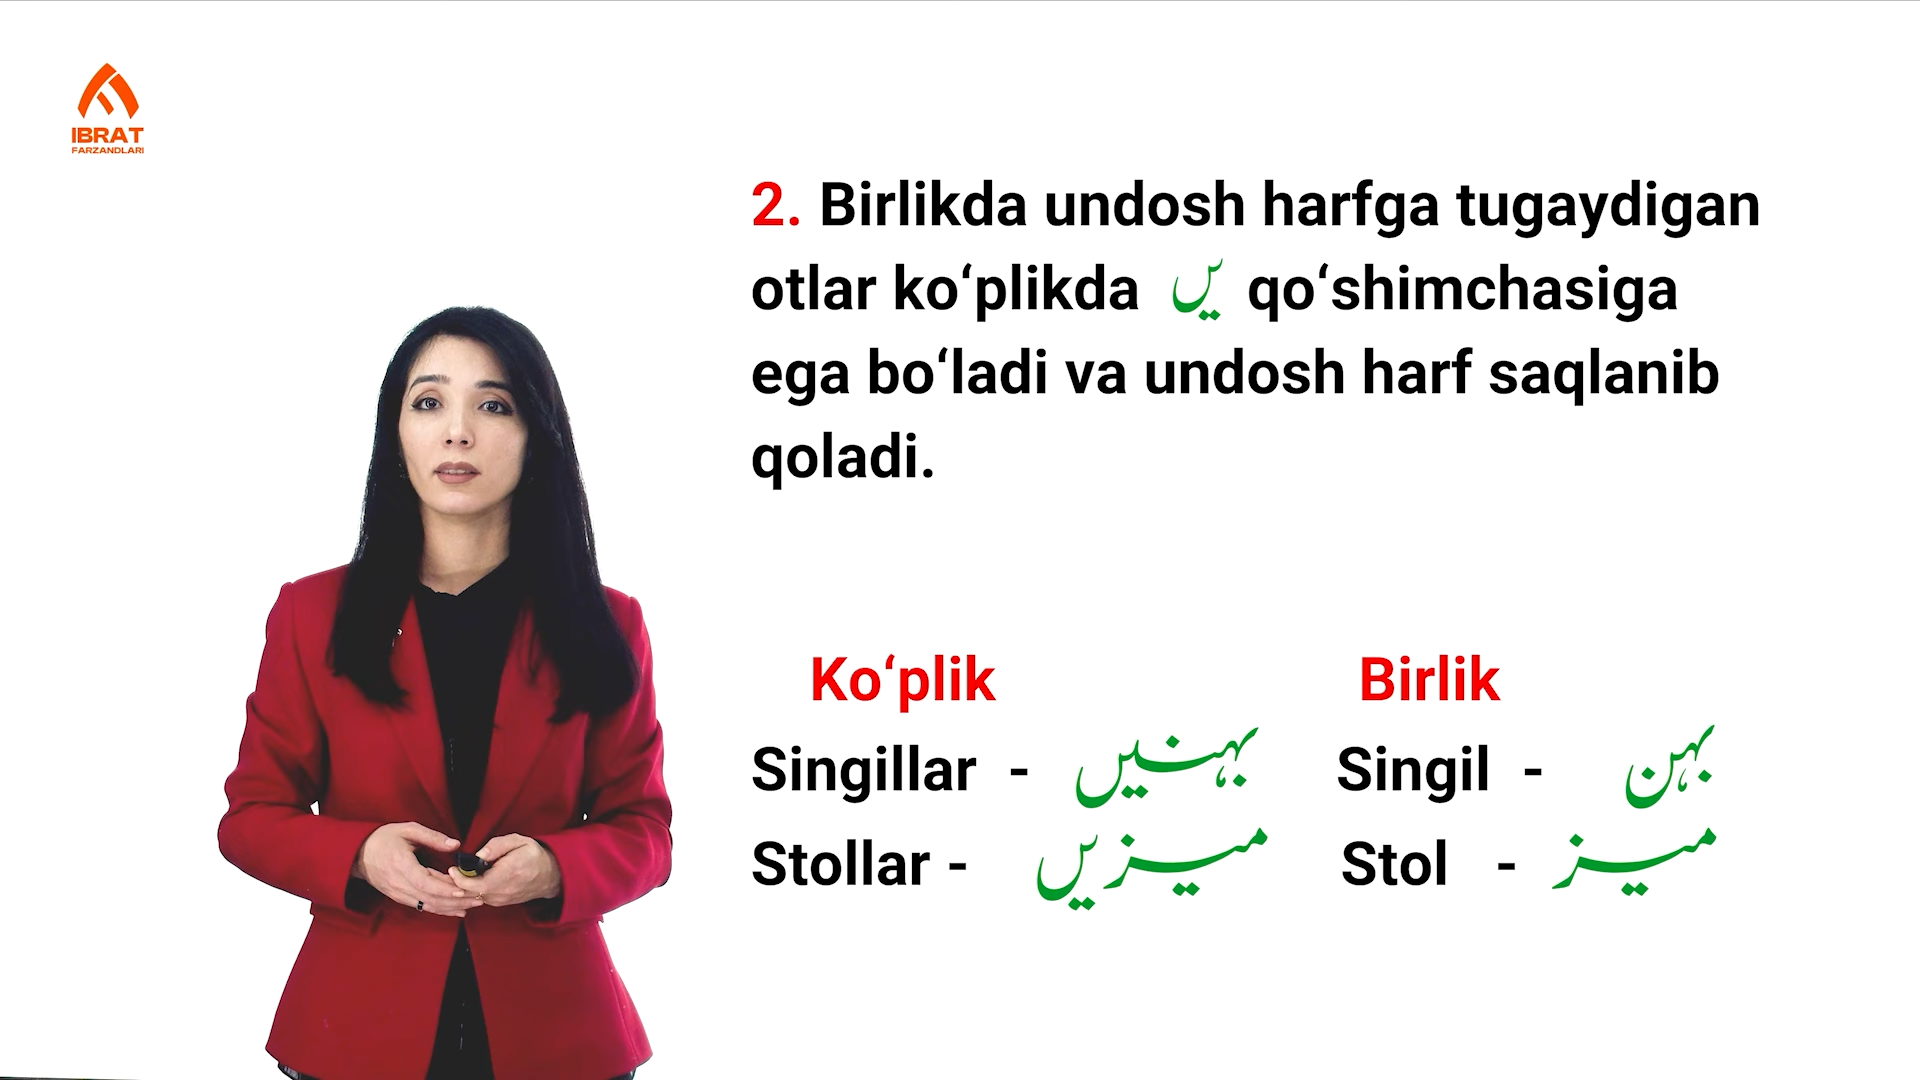 IBRAT
FARZANDLARI
2. Birlikda undosh harfga tugaydigan
otlar ko‘plikda یں qo‘shimchasiga
ega bo‘ladi va undosh harf saqlanib
qoladi.
Ko‘plik Birlik
Singillar - بہنیں Singil - بہن
Stollar - میزیں Stol - میز